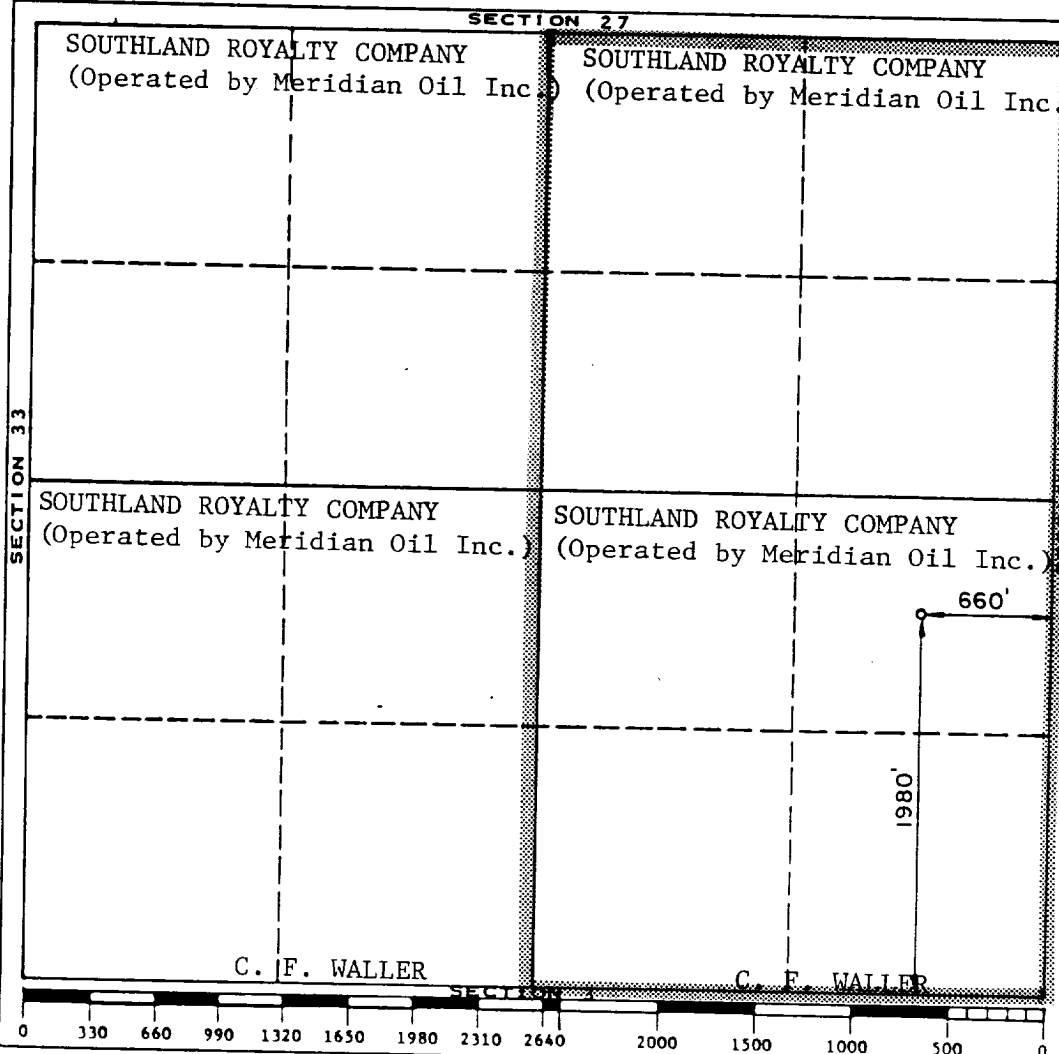 SECTION 27
SOUTHLAND ROYALTY COMPANY
(Operated by Meridian Oil Inc.)
SOUTHLAND ROYALTY COMPANY
(Operated by Meridian Oil Inc.
SECTION 33
SOUTHLAND ROYALTY COMPANY
(Operated by Meridian Oil Inc.)
SOUTHLAND ROYALTY COMPANY
(Operated by Meridian Oil Inc.)
660'
1980'
C. F. WALLER
C. F. WALLER
SECTION
0 330 660 990 1320 1650 1980 2310 2640 2000 1500 1000 500 0